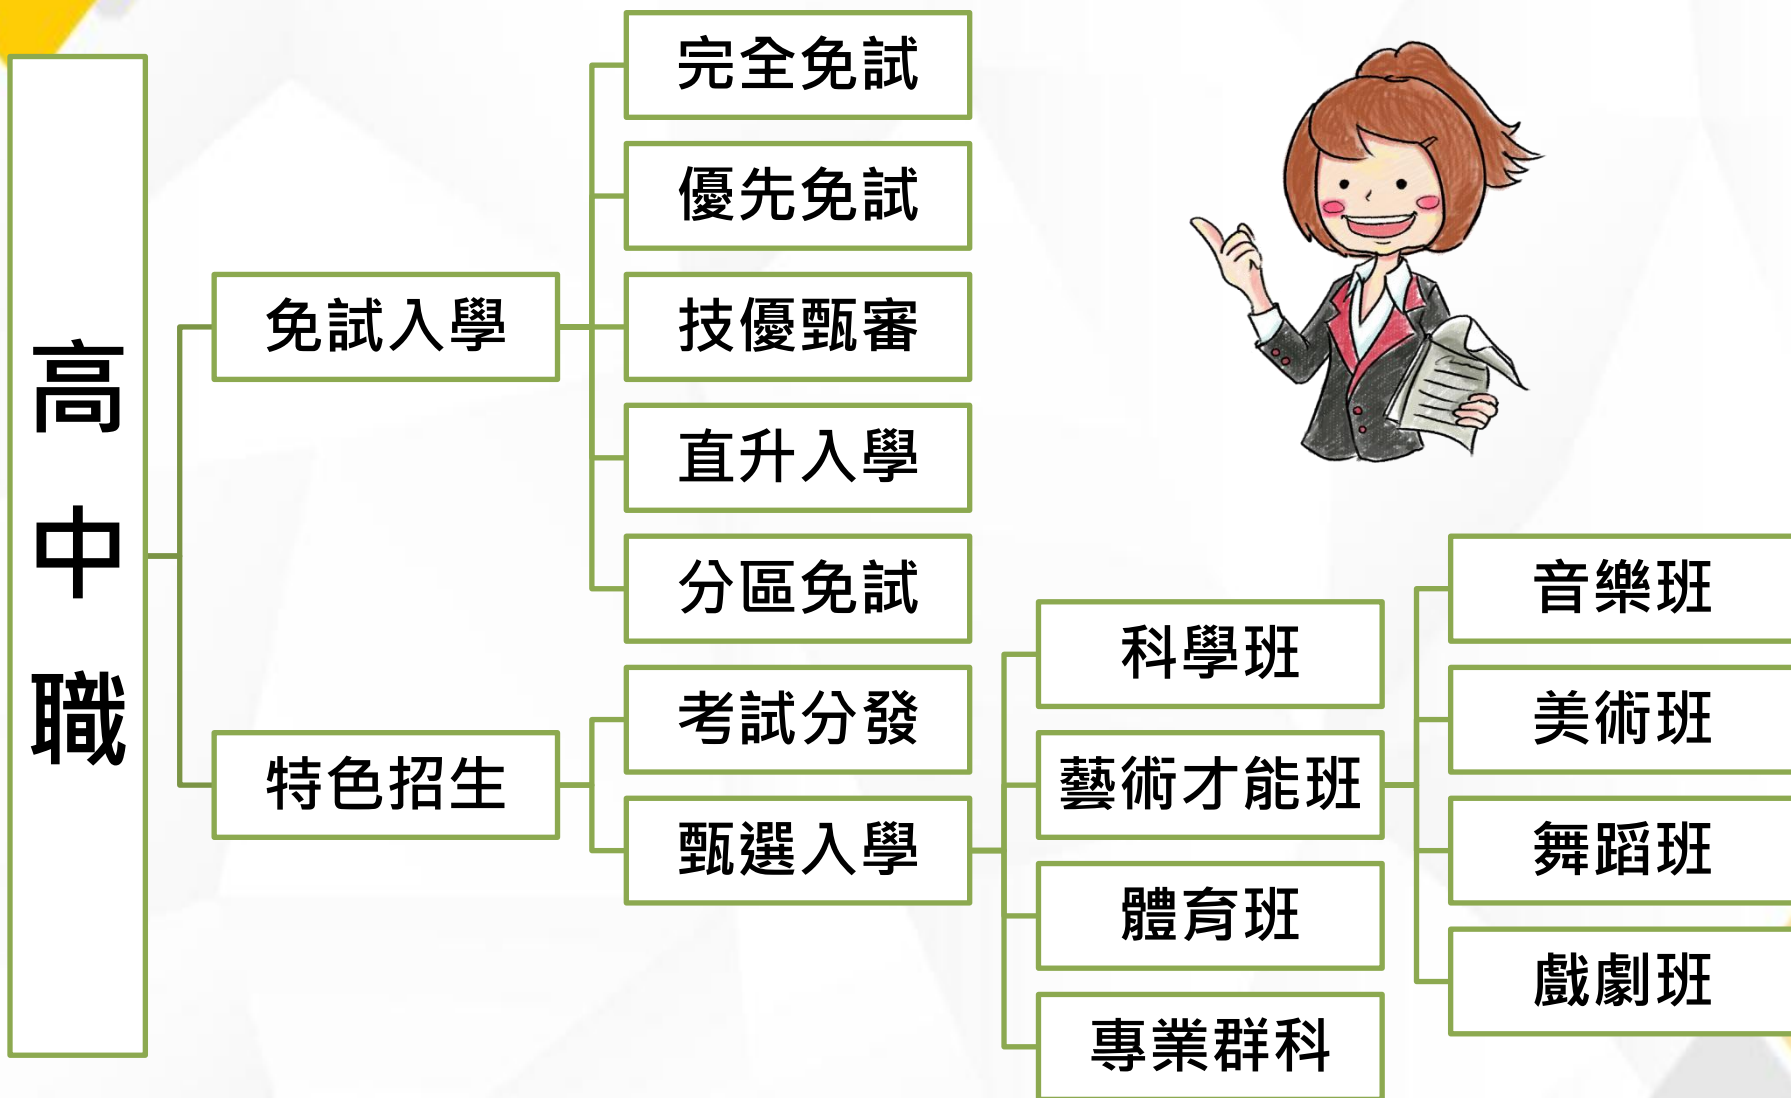 高中職
免試入學
完全免試
優先免試
技優甄審
直升入學
分區免試
特色招生
考試分發
甄選入學
科學班
藝術才能班
音樂班
美術班
舞蹈班
戲劇班
體育班
專業群科